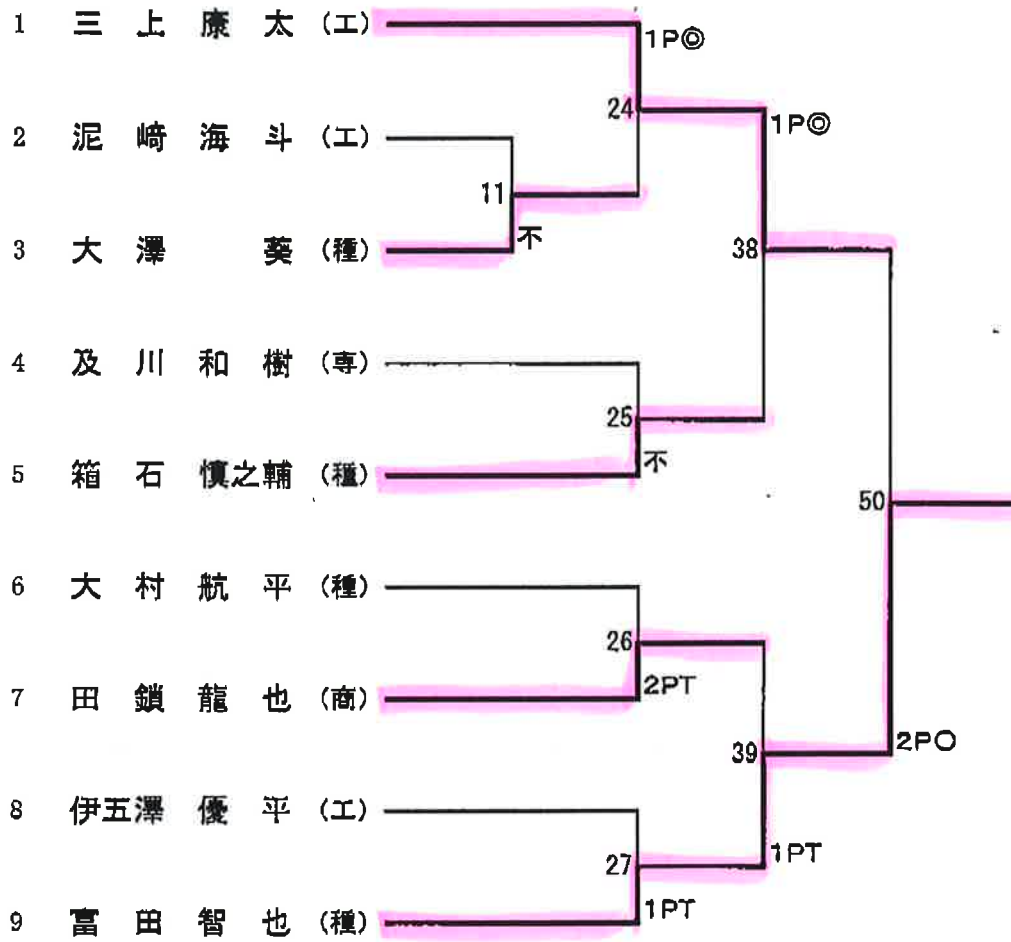 1 三上康太(工)
1P◎
24
2 泥﨑海斗(工)
1P◎
11
3 大澤 葵(種)
不
38
4 及川和樹(専)
25
5 箱石慎之輔(種)
不
50
6 大村航平(種)
26
7 田鎖龍也(商)
2PT
39
2P〇
8 伊五澤優平(工)
27
1PT
9 冨田智也(種)
1PT